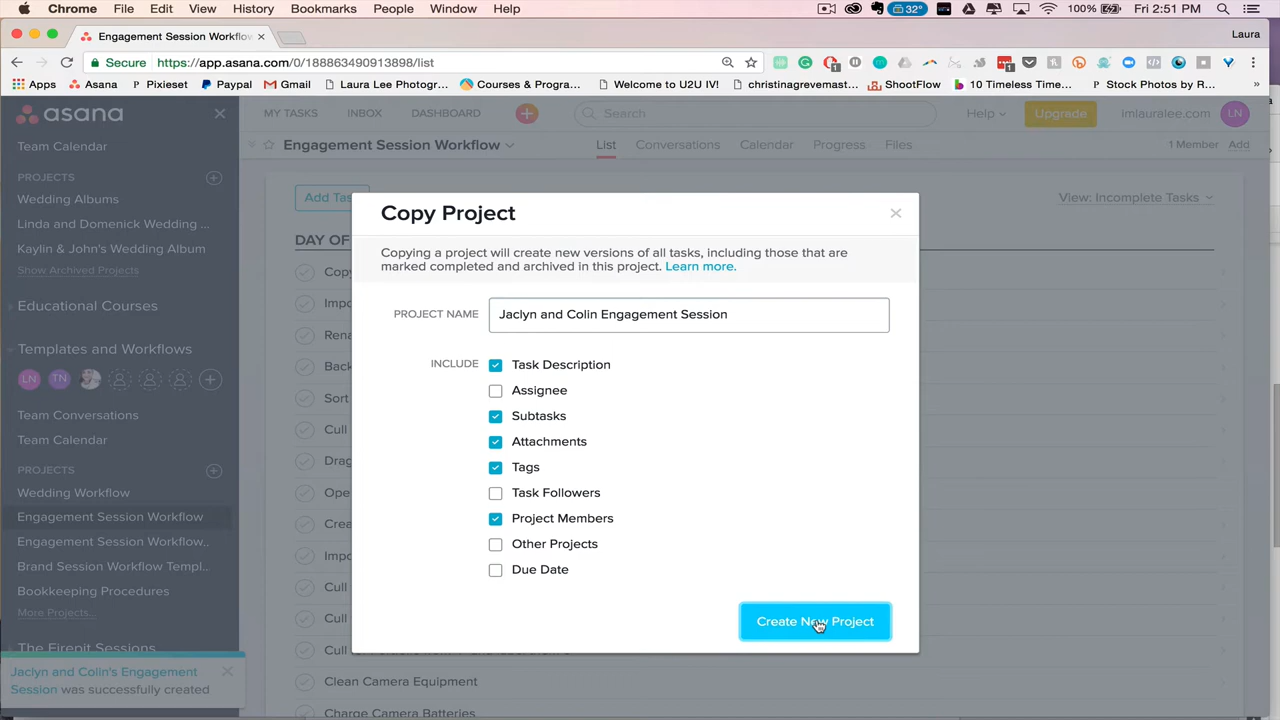 Chrome File Edit View History Bookmarks People Window Help 32° 100% Fri 2:51 PM
Engagement Session Workflow Laura
Secure https://app.asana.com/0/188863490913898/list
Apps Asana Pixieset Paypal Gmail Laura Lee Photogr... Courses & Progra... Welcome to U2U IV! christinagrevemast... ShootFlow 10 Timeless Time... Stock Photos by R... »
asana MY TASKS INBOX DASHBOARD Search Help Upgrade Imlauralee.com LN
Team Calendar
Engagement Session Workflow List Conversations Calendar Progress Files 1 Member Add
PROJECTS
Wedding Albums
Linda and Domenick Wedding ...
Kaylin & John's Wedding Album
Show Archived Projects
Educational Courses
Templates and Workflows
LN TN
Team Conversations
Team Calendar
PROJECTS
Wedding Workflow
Engagement Session Workflow
Engagement Session Workflow..
Brand Session Workflow Templ..
Bookkeeping Procedures
More Projects...
The Firepit Sessions
Jaclyn and Colin's Engagement
Session was successfully created
View: Incomplete Tasks
DAY OF
Copy Project
Copying a project will create new versions of all tasks, including those that are
marked completed and archived in this project. Learn more.
PROJECT NAME Jaclyn and Colin Engagement Session
INCLUDE Task Description
Assignee
Subtasks
Attachments
Tags
Task Followers
Project Members
Other Projects
Due Date
Create New Project
Clean Camera Equipment
Charge Camera Batteries